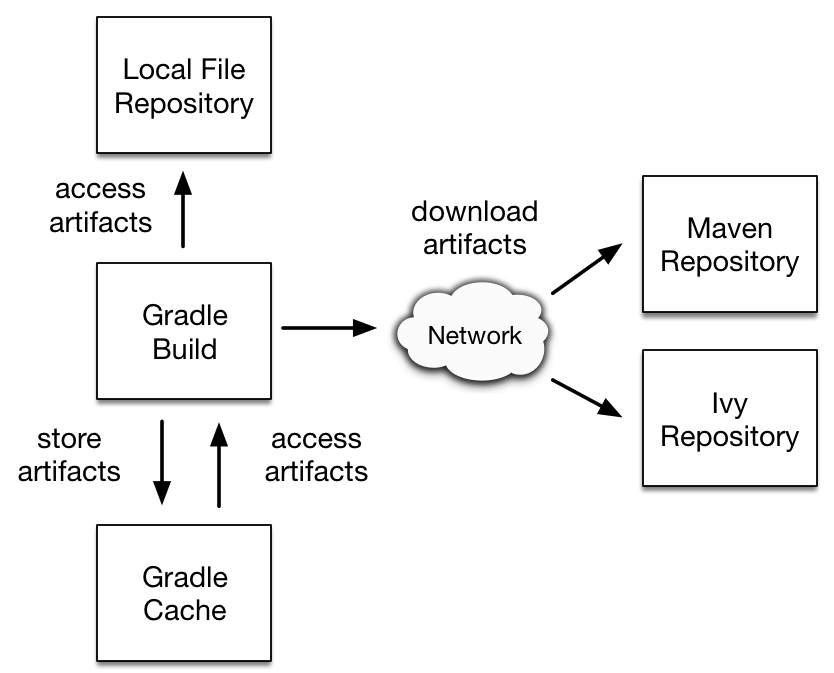 Local File
Repository
access
artifacts
download
artifacts
Maven
Repository
Gradle
Build
Network
Ivy
Repository
store
artifacts
access
artifacts
Gradle
Cache